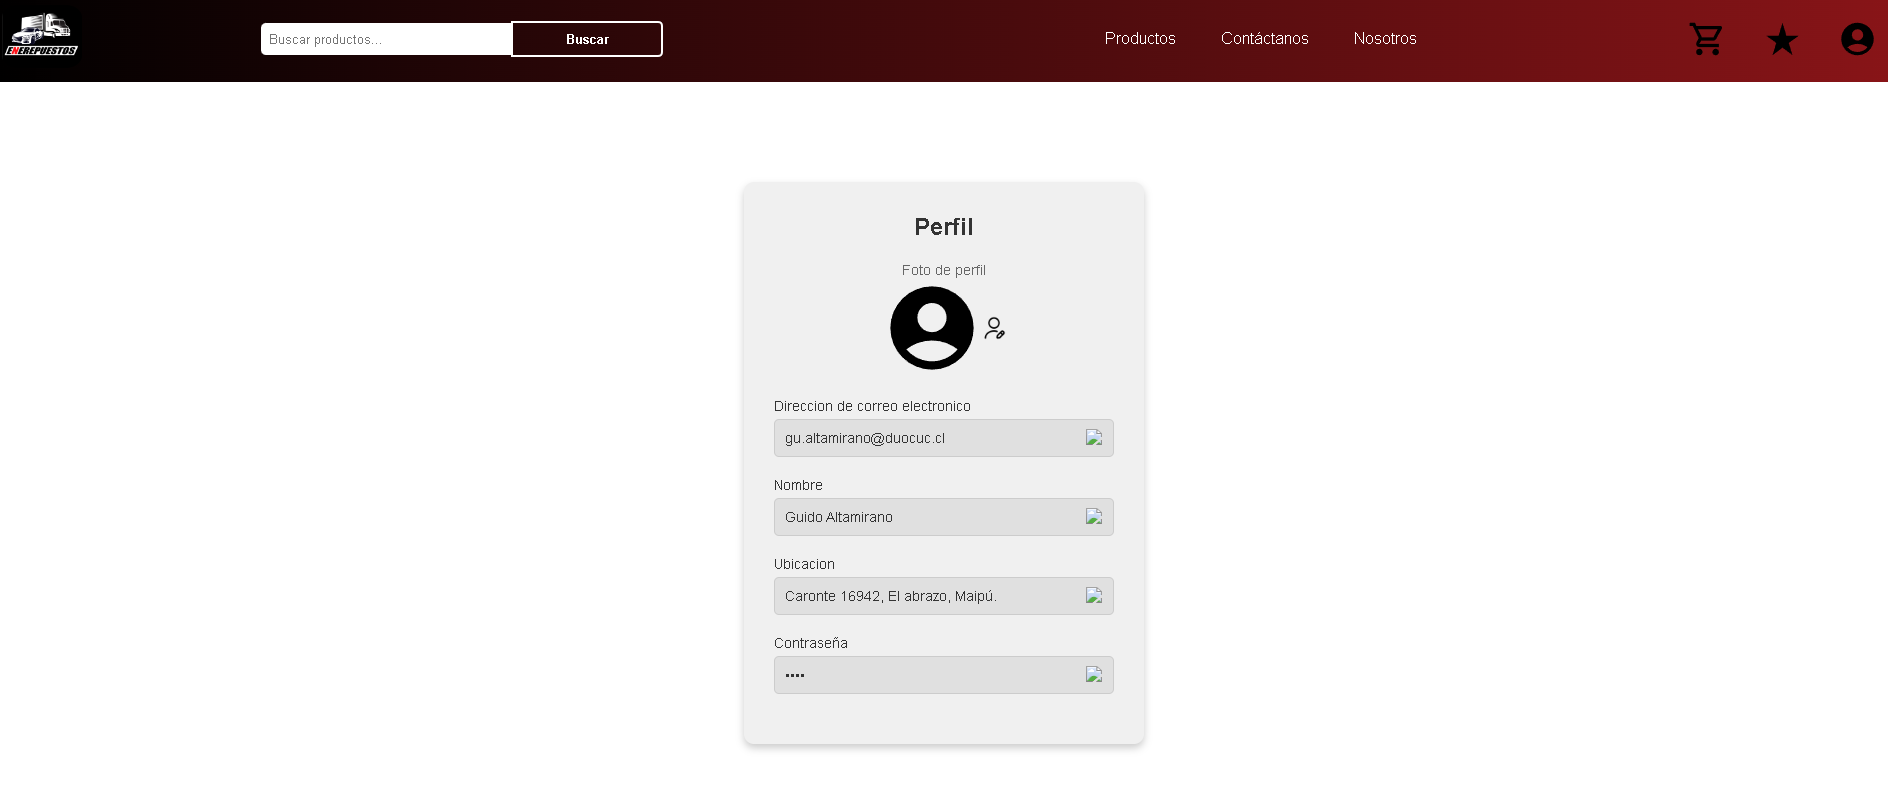 ENEREPUESTOS
Buscar productos...
Buscar
Productos
Contáctanos
Nosotros
Perfil
Foto de perfil
Direccion de correo electronico
gu.altamirano@duocuc.cl
Nombre
Guido Altamirano
Ubicacion
Caronte 16942, El abrazo, Maipú.
Contraseña
••••